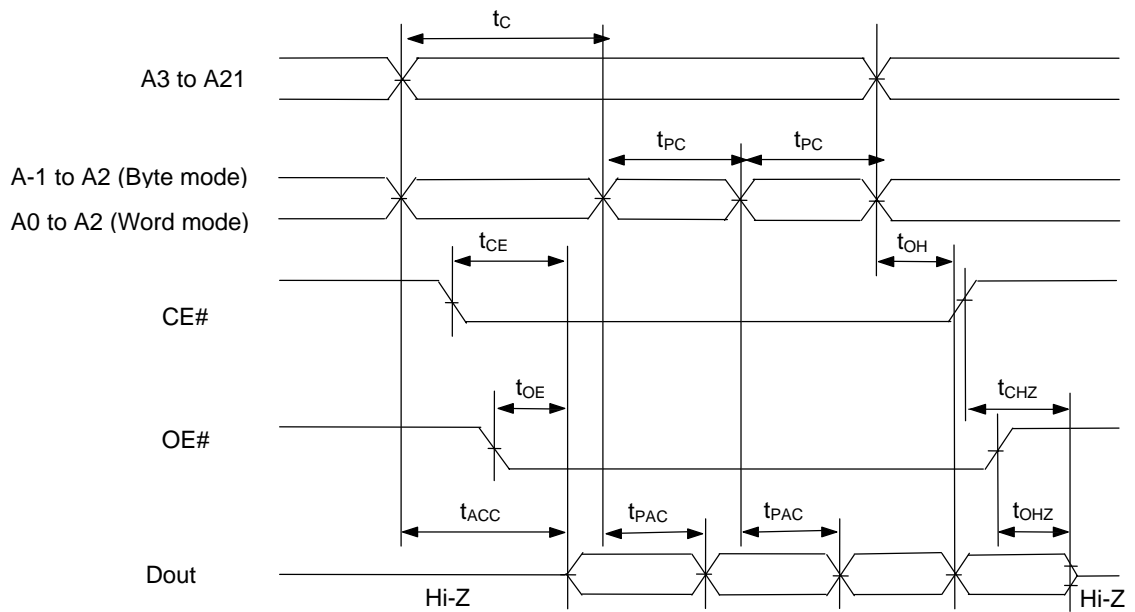 tC
A3 to A21
tPC tPC
A-1 to A2 (Byte mode)
A0 to A2 (Word mode)
tCE tOH
CE#
tOE tCHZ
OE#
tACC tPAC tPAC tOHZ
Dout
Hi-Z Hi-Z